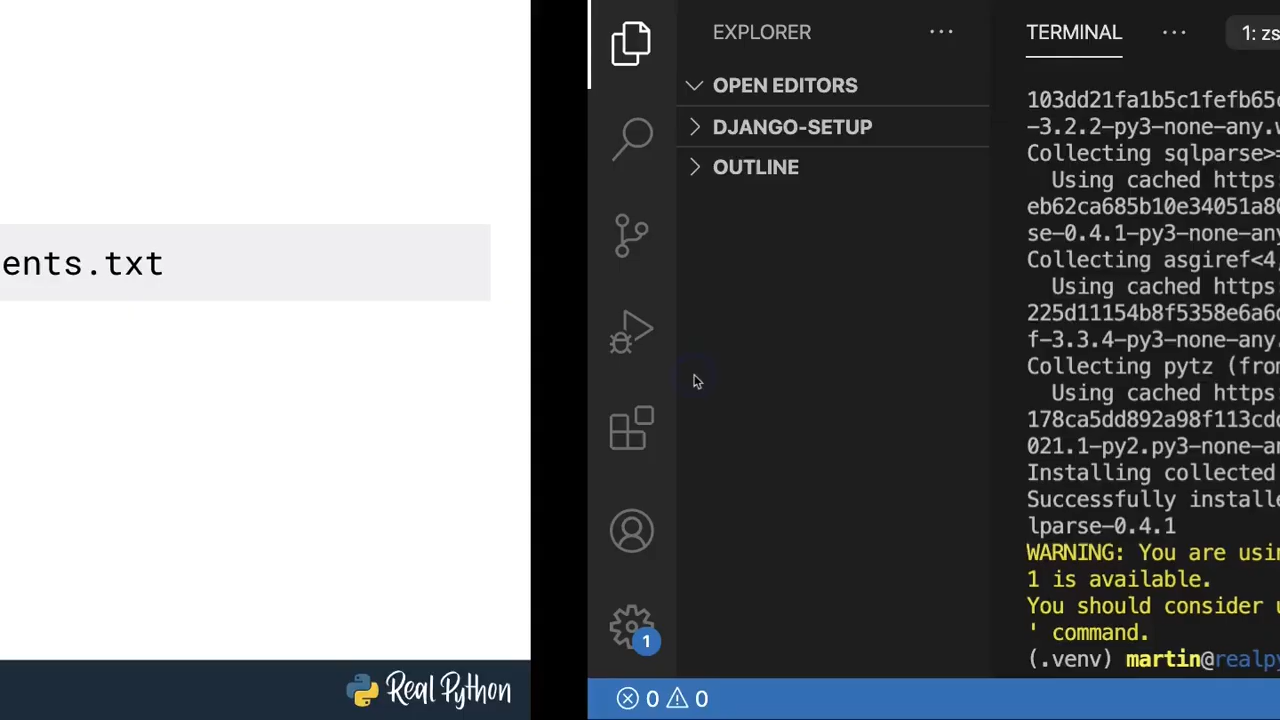 ents.txt
Real Python
EXPLORER
OPEN EDITORS
DJANGO-SETUP
OUTLINE
1
0 0
TERMINAL
1: zs
103dd21fa1b5c1fefb65
-3.2.2-py3-none-any.
Collecting sqlparse>=
Using cached https:
eb62ca685b10e34051a80
se-0.4.1-py3-none-any
Collecting asgiref<4,
Using cached https:
225d11154b8f5358e6a6
f-3.3.4-py3-none-any.
Collecting pytz (from
Using cached https:
178ca5dd892a98f113cdd
021.1-py2.py3-none-an
Installing collected
Successfully installe
lparse-0.4.1
WARNING: You are usin
1 is available.
You should consider u
' command.
(.venv) martin@realpy